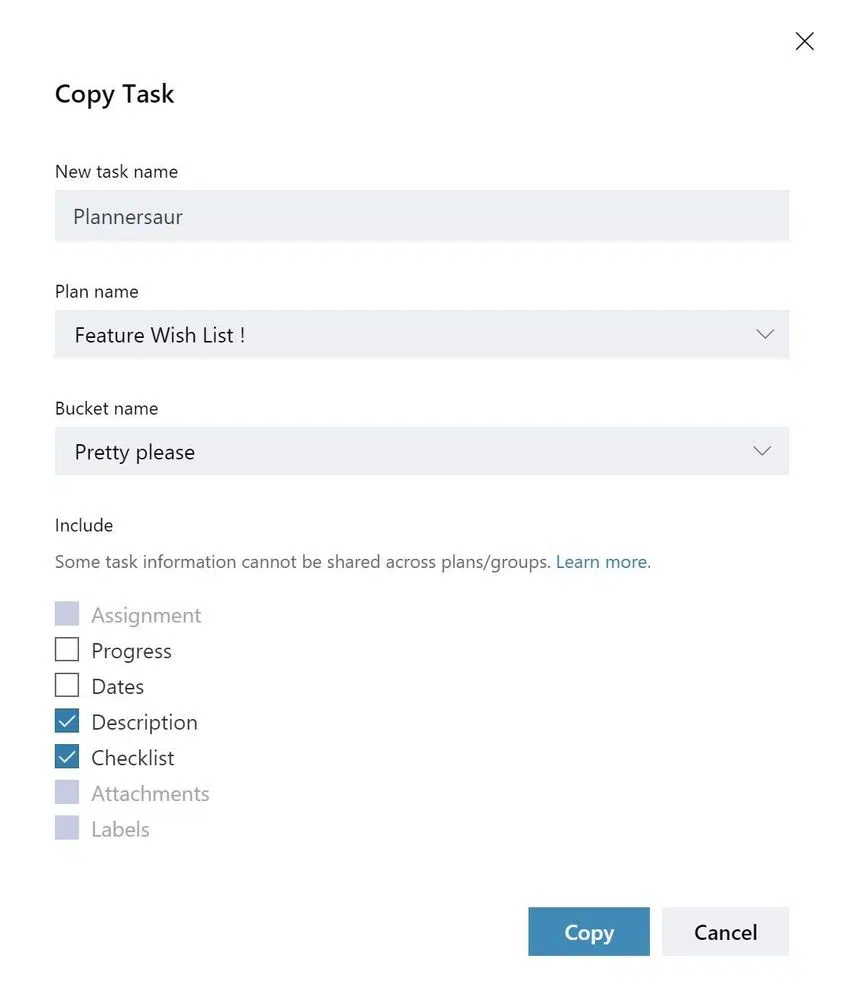 Copy Task
New task name
Plannersaur
Plan name
Feature Wish List !
Bucket name
Pretty please
Include
Some task information cannot be shared across plans/groups. Learn more.
Assignment
Progress
Dates
Description
Checklist
Attachments
Labels
Copy Cancel